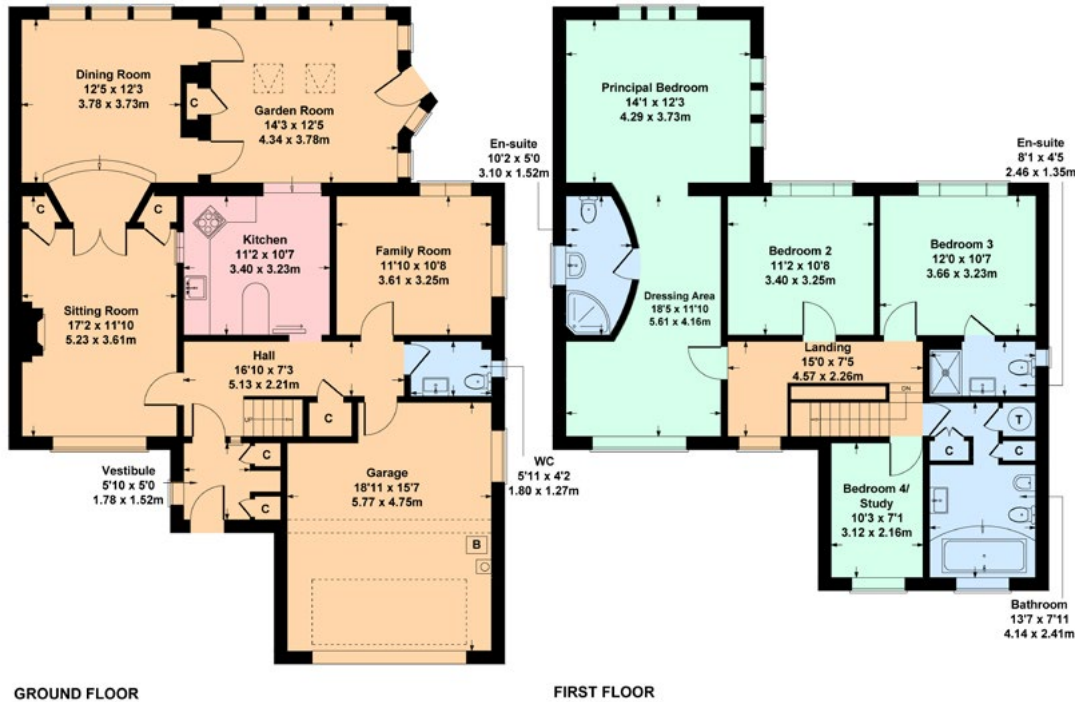 Dining Room
12'5 x 12'3
3.78 x 3.73m
C
Garden Room
14'3 x 12'5
4.34 x 3.78m
C
C
Kitchen
11'2 x 10'7
3.40 x 3.23m
Family Room
11'10 x 10'8
3.61 x 3.25m
Sitting Room
17'2 x 11'10
5.23 x 3.61m
Hall
16'10 x 7'3
5.13 x 2.21m
UP
C
WC
5'11 x 4'2
1.80 x 1.27m
Vestibule
5'10 x 5'0
1.78 x 1.52m
C
C
Garage
18'11 x 15'7
5.77 x 4.75m
B
GROUND FLOOR
Principal Bedroom
14'1 x 12'3
4.29 x 3.73m
En-suite
10'2 x 5'0
3.10 x 1.52m
En-suite
8'1 x 4'5
2.46 x 1.35m
Bedroom 2
11'2 x 10'8
3.40 x 3.25m
Bedroom 3
12'0 x 10'7
3.66 x 3.23m
Dressing Area
18'5 x 11'10
5.61 x 4.16m
Landing
15'0 x 7'5
4.57 x 2.26m
DN
T
C
C
Bedroom 4/
Study
10'3 x 7'1
3.12 x 2.16m
Bathroom
13'7 x 7'11
4.14 x 2.41m
FIRST FLOOR